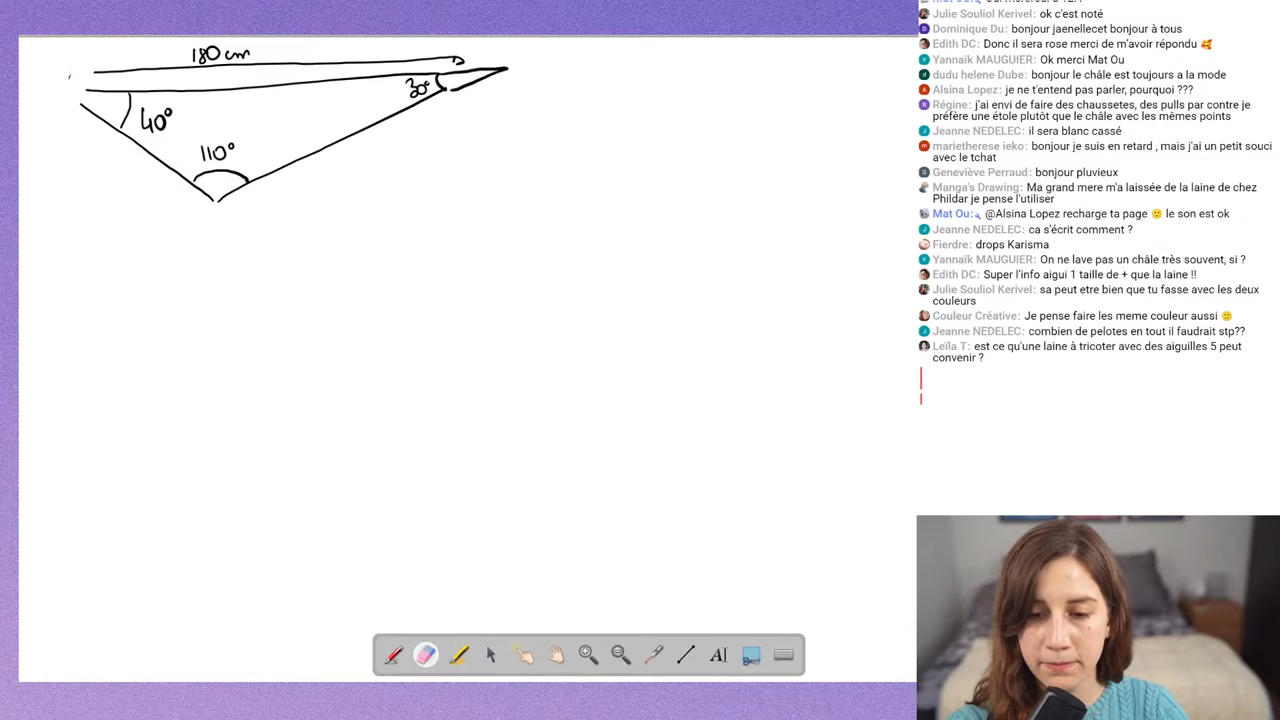 180 cm
30°
40°
110°
Julie Souliol Kerivel: ok c'est noté
Dominique Du: bonjour jaenellecet bonjour à tous
Edith DC: Donc il sera rose merci de m'avoir répondu 🥰
Yannaïk MAUGUIER: Ok merci Mat Ou
dudu helene Dube: bonjour le châle est toujours a la mode
Alsina Lopez: je ne t'entend pas parler, pourquoi ???
Régine: j'ai envi de faire des chaussetes, des pulls par contre je
préfère une étole plutôt que le châle avec les mêmes points
Jeanne NEDELEC: il sera blanc cassé
marietherese ieko: bonjour je suis en retard , mais j'ai un petit souci
avec le tchat
Geneviève Perraud: bonjour pluvieux
Manga's Drawing: Ma grand mere m'a laissée de la laine de chez
Phildar je pense l'utiliser
Mat Ou: @Alsina Lopez recharge ta page 🙂 le son est ok
Jeanne NEDELEC: ca s'écrit comment ?
Fierdre: drops Karisma
Yannaïk MAUGUIER: On ne lave pas un châle très souvent, si ?
Edith DC: Super l'info aigui 1 taille de + que la laine !!
Julie Souliol Kerivel: sa peut etre bien que tu fasse avec les deux
couleurs
Couleur Créative: Je pense faire les meme couleur aussi 🙂
Jeanne NEDELEC: combien de pelotes en tout il faudrait stp??
Leïla T: est ce qu'une laine à tricoter avec des aiguilles 5 peut
convenir ?
AI